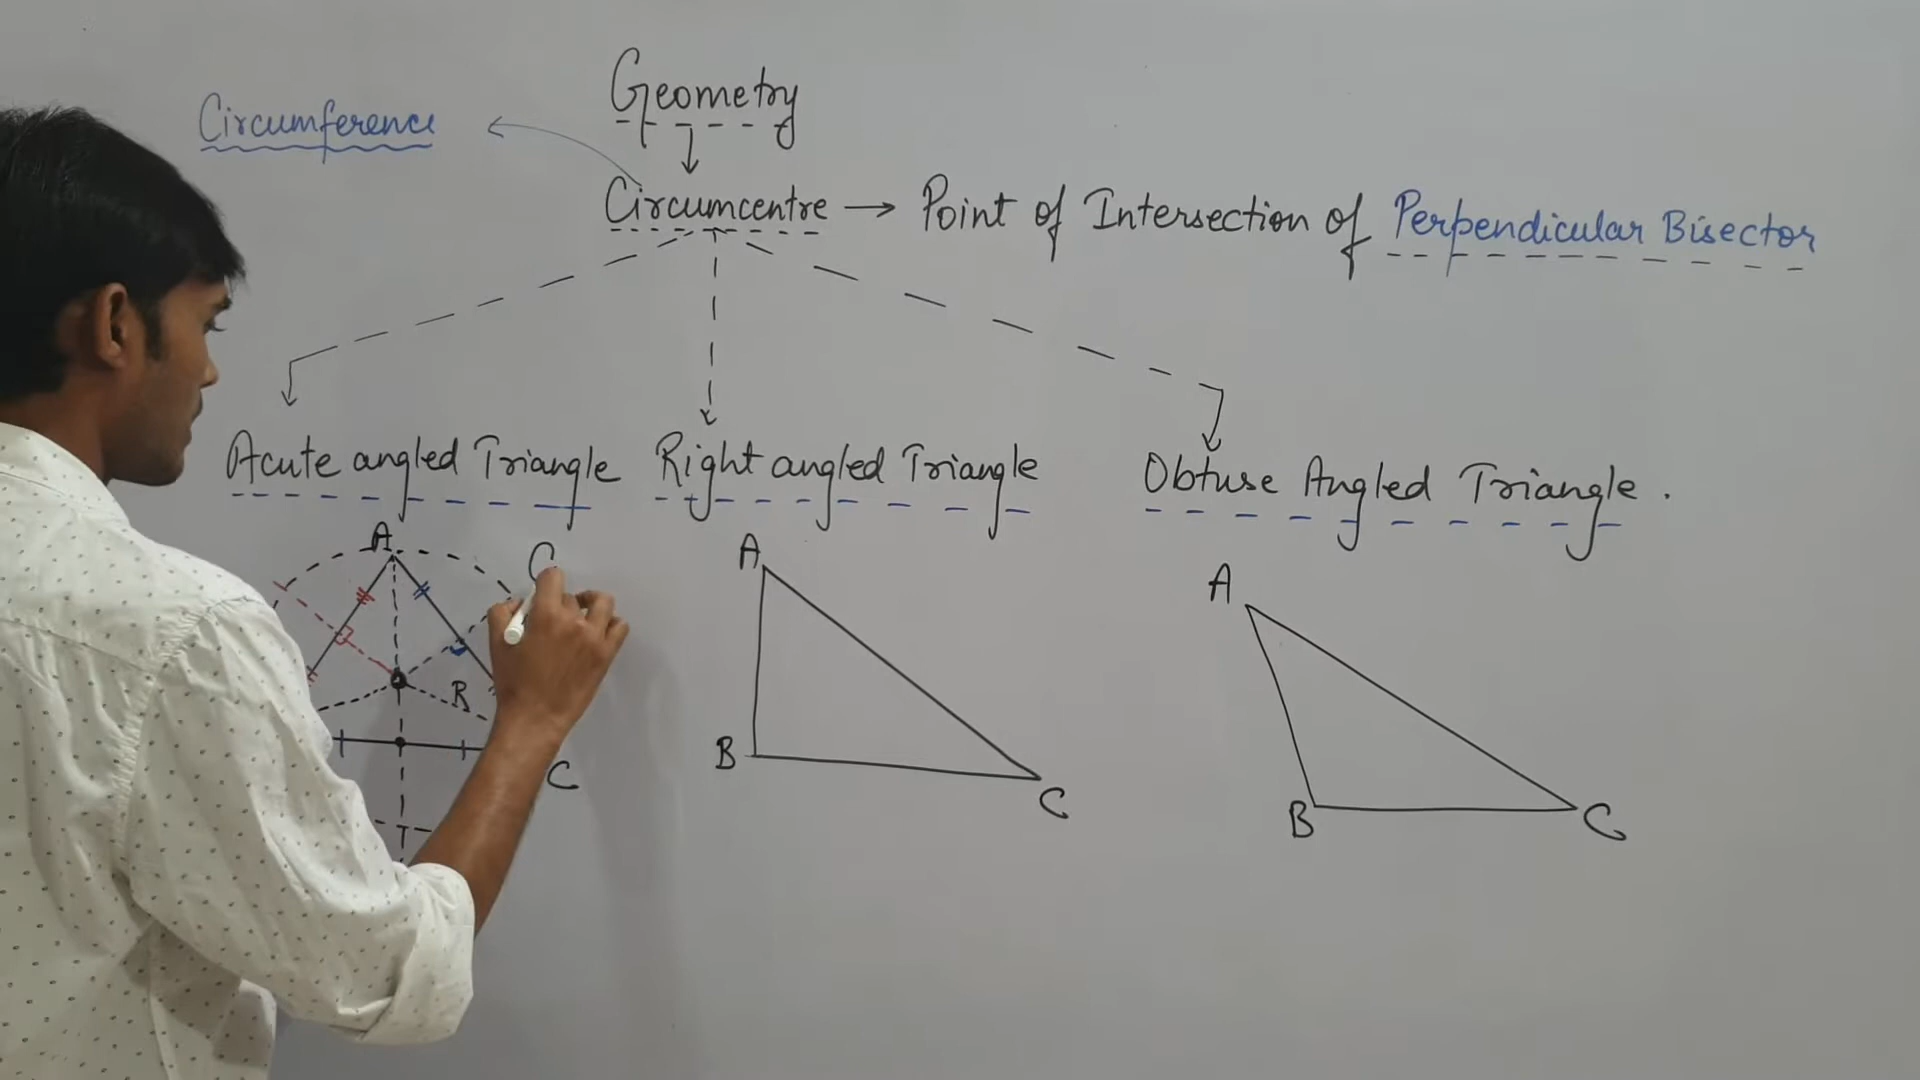 Geometry
Circumference
Circumcentre → Point of Intersection of Perpendicular Bisector
Acute angled Triangle
Right angled Triangle
Obtuse Angled Triangle.
A
C
R
C
A
B
C
A
B
C